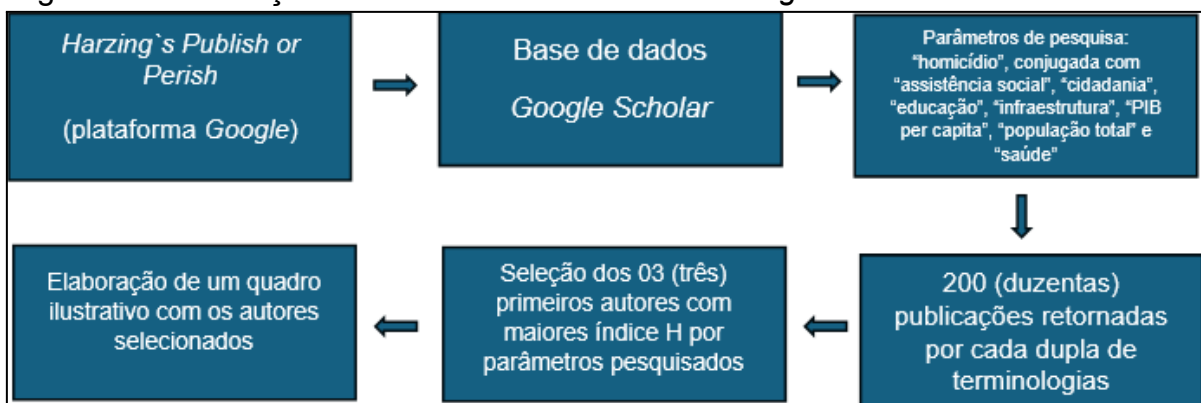 Harzing`s Publish or
Perish
(plataforma Google)
Base de dados
Google Scholar
Parâmetros de pesquisa:
“homicídio”, conjugada com
“assistência social”, “cidadania”,
“educação”, “infraestrutura”, “PIB
per capita”, “população total” e
“saúde”
200 (duzentas)
publicações retornadas
por cada dupla de
terminologias
Seleção dos 03 (três)
primeiros autores com
maiores índice H por
parâmetros pesquisados
Elaboração de um quadro
ilustrativo com os autores
selecionados